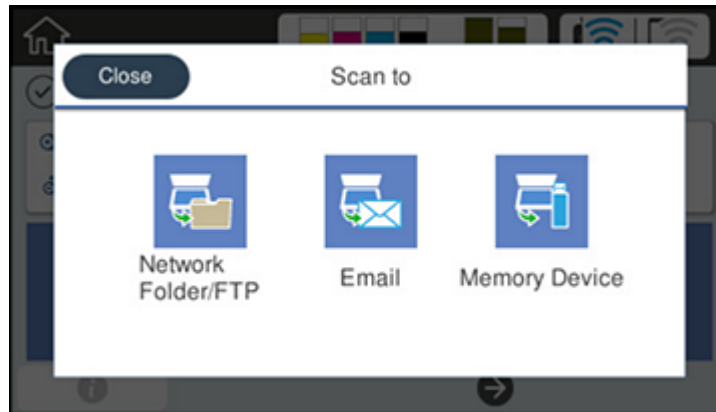 Close
Scan to
Network
Folder/FTP
Email
Memory Device